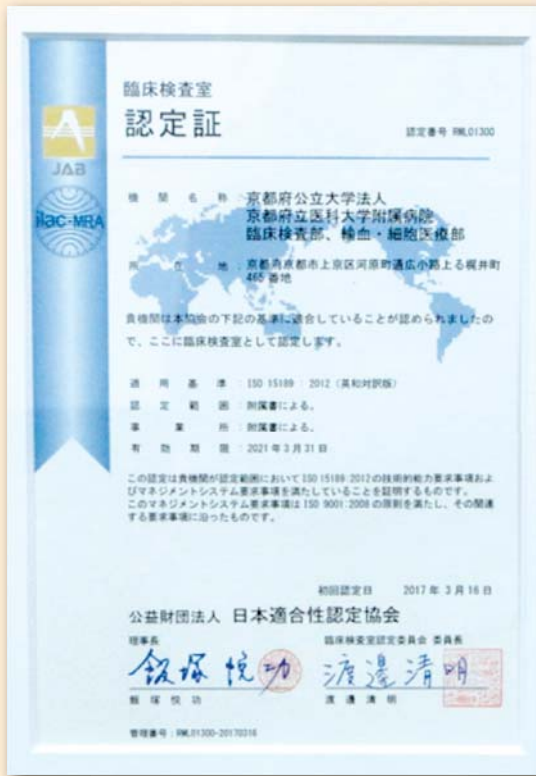 臨床検査室
認定証
認定番号 RML01300
JAB
ilac-MRA
機関名称：京都府公立大学法人
京都府立医科大学附属病院
臨床検査部、輸血・細胞医療部
所在地：京都府京都市上京区河原町通広小路上る梶井町
465番地
貴機関は本協会の下記の基準に適合していることが認められましたの
で、ここに臨床検査室として認定します。
適用基準：ISO 15189：2012（英和対訳版）
認定範囲：附属書による。
事業所：附属書による。
有効期限：2021年3月31日
この認定は貴機関が認定範囲において ISO 15189:2012の技術的能力要求事項およ
びマネジメントシステム要求事項を満たしていることを証明するものです。
このマネジメントシステム要求事項は ISO 9001:2008 の原則を満たし、その関連
する要求事項に沿ったものです。
初回認定日 2017年3月16日
公益財団法人 日本適合性認定協会
理事長 臨床検査室認定委員会 委員長
飯塚悦功 渡邉清明
飯塚悦功 渡邉清明
管理番号：RML01300-20170316